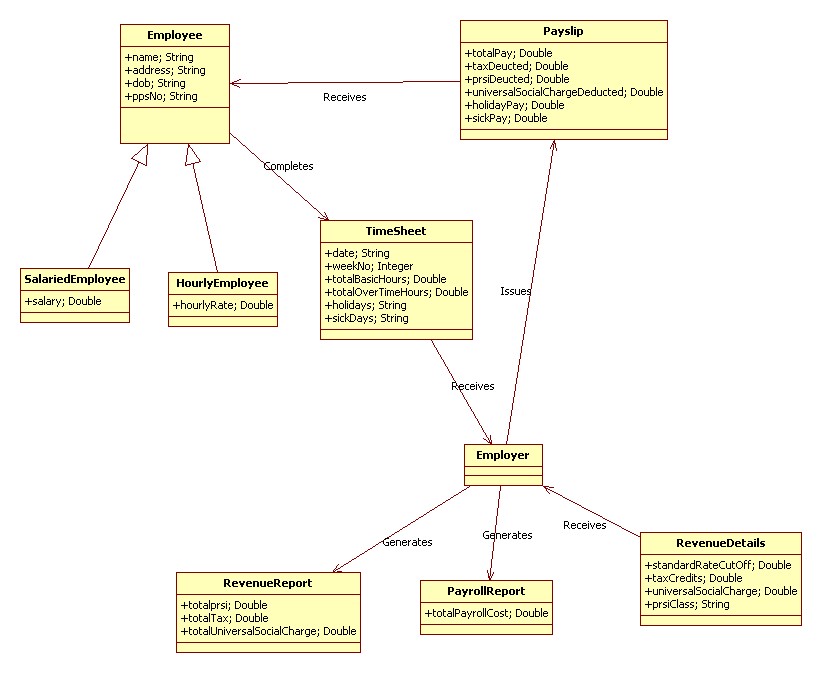 Employee
+name; String
+address; String
+dob; String
+ppsNo; String
Payslip
+totalPay; Double
+taxDeucted; Double
+prsiDeucted; Double
+universalSocialChargeDeducted; Double
+holidayPay; Double
+sickPay; Double
Receives
Completes
TimeSheet
+date; String
+weekNo; Integer
+totalBasicHours; Double
+totalOverTimeHours; Double
+holidays; String
+sickDays; String
SalariedEmployee
+salary; Double
HourlyEmployee
+hourlyRate; Double
Issues
Receives
Employer
Generates
Generates
Receives
RevenueDetails
+standardRateCutOff; Double
+taxCredits; Double
+universalSocialCharge; Double
+prsiClass; String
RevenueReport
+totalprsi; Double
+totalTax; Double
+totalUniversalSocialCharge; Double
PayrollReport
+totalPayrollCost; Double